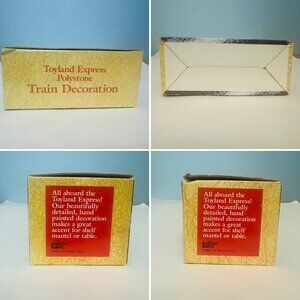 Toyland Express
Polystone
Train Decoration
All aboard the
Toyland Express!
Our beautifully
detailed, hand
painted decoration
makes a great
accent for shelf
mantel or table.
All aboard the
Toyland Express!
Our beautifully
detailed, hand
painted decoration
makes a great
accent for shelf
mantel or table.